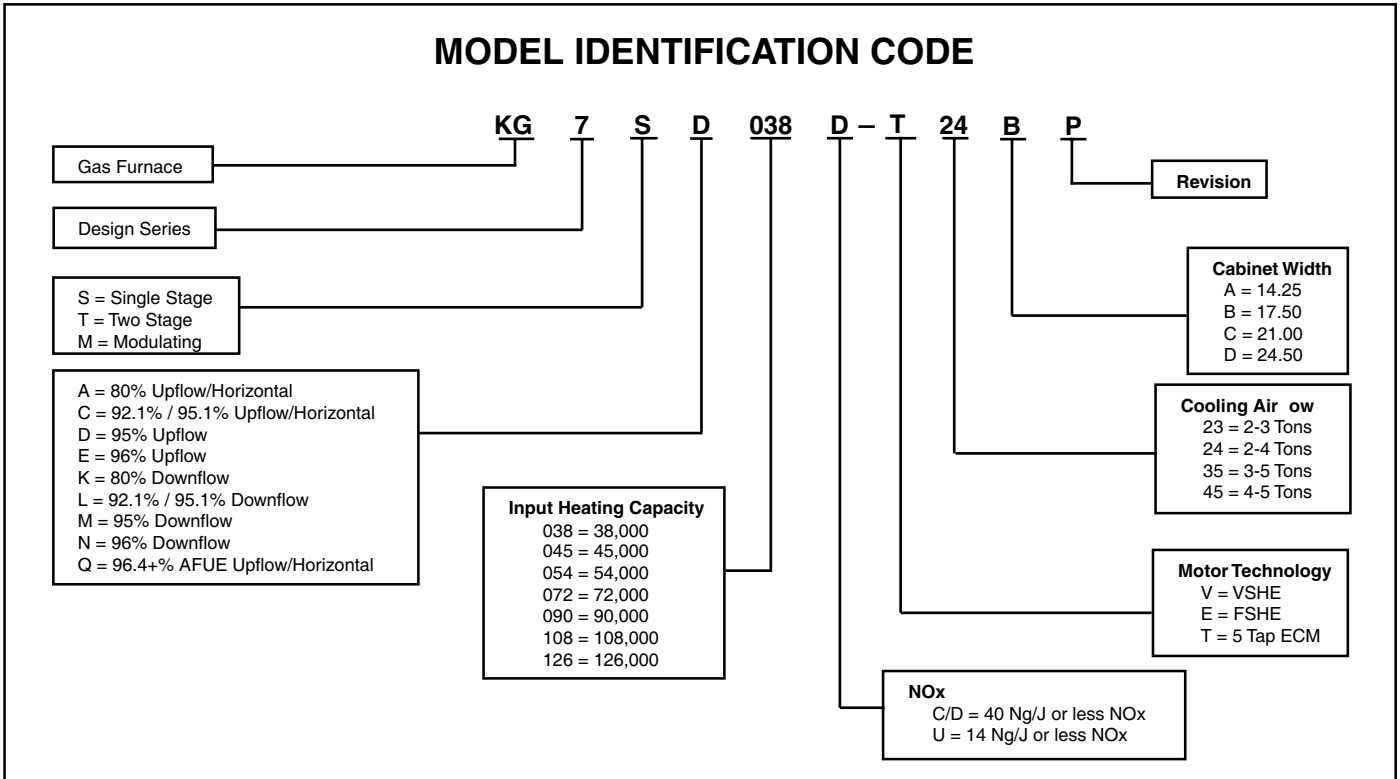 MODEL IDENTIFICATION CODE
KG 7 S D 038 D – T 24 B P
Gas Furnace
Design Series
S = Single Stage
T = Two Stage
M = Modulating
A = 80% Upflow/Horizontal
C = 92.1% / 95.1% Upflow/Horizontal
D = 95% Upflow
E = 96% Upflow
K = 80% Downflow
L = 92.1% / 95.1% Downflow
M = 95% Downflow
N = 96% Downflow
Q = 96.4+% AFUE Upflow/Horizontal
Input Heating Capacity
038 = 38,000
045 = 45,000
054 = 54,000
072 = 72,000
090 = 90,000
108 = 108,000
126 = 126,000
Revision
Cabinet Width
A = 14.25
B = 17.50
C = 21.00
D = 24.50
Cooling Air ow
23 = 2-3 Tons
24 = 2-4 Tons
35 = 3-5 Tons
45 = 4-5 Tons
Motor Technology
V = VSHE
E = FSHE
T = 5 Tap ECM
NOx
C/D = 40 Ng/J or less NOx
U = 14 Ng/J or less NOx